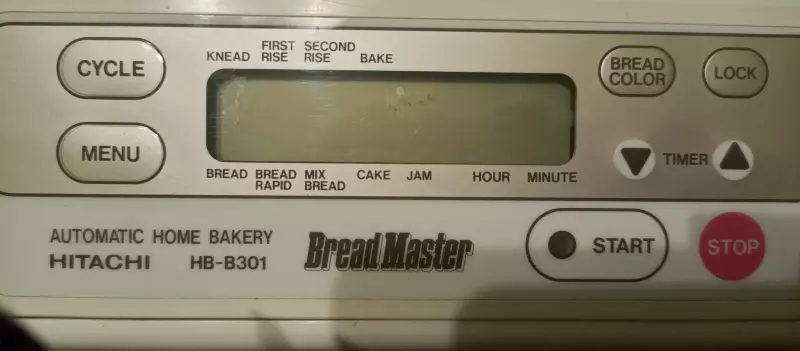 CYCLE
KNEAD
FIRST
RISE
SECOND
RISE
BAKE
BREAD
COLOR
LOCK
MENU
BREAD
BREAD
RAPID
MIX
BREAD
CAKE
JAM
HOUR
MINUTE
TIMER
AUTOMATIC HOME BAKERY
HITACHI HB-B301
BreadMaster
START
STOP